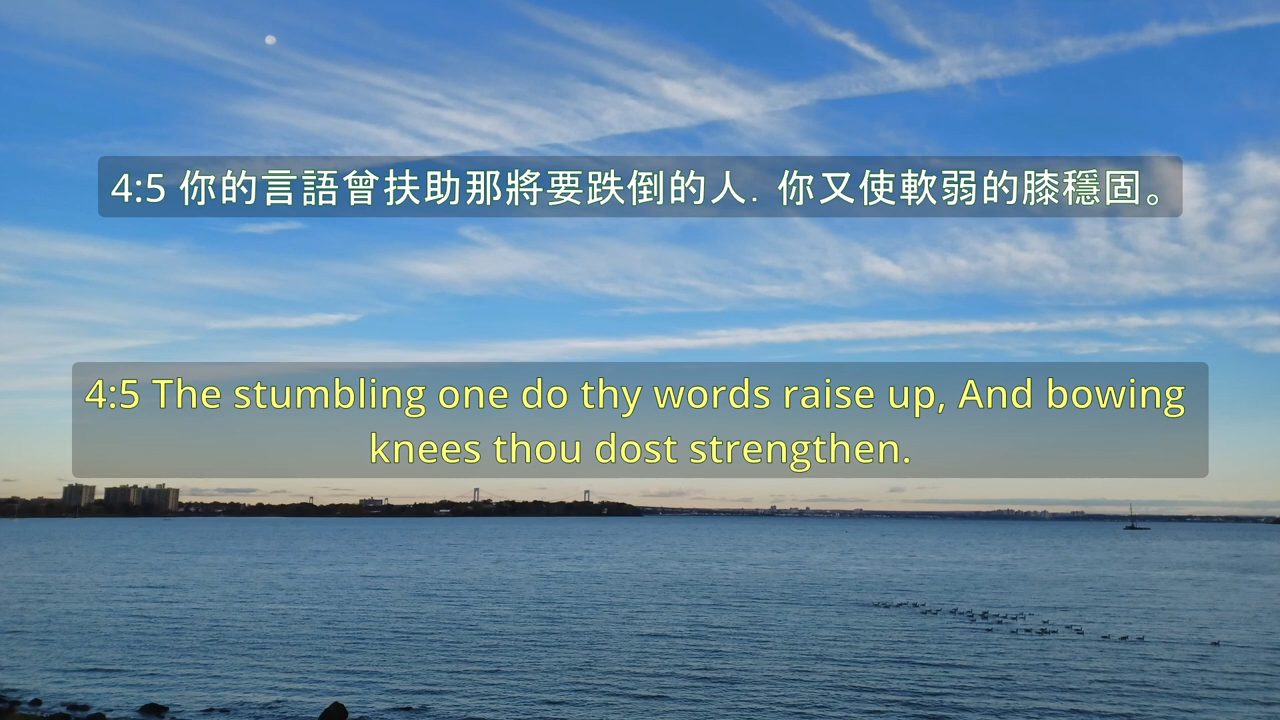 4:5 你的言語曾扶助那將要跌倒的人．你又使軟弱的膝穩固。
4:5 The stumbling one do thy words raise up, And bowing
knees thou dost strengthen.